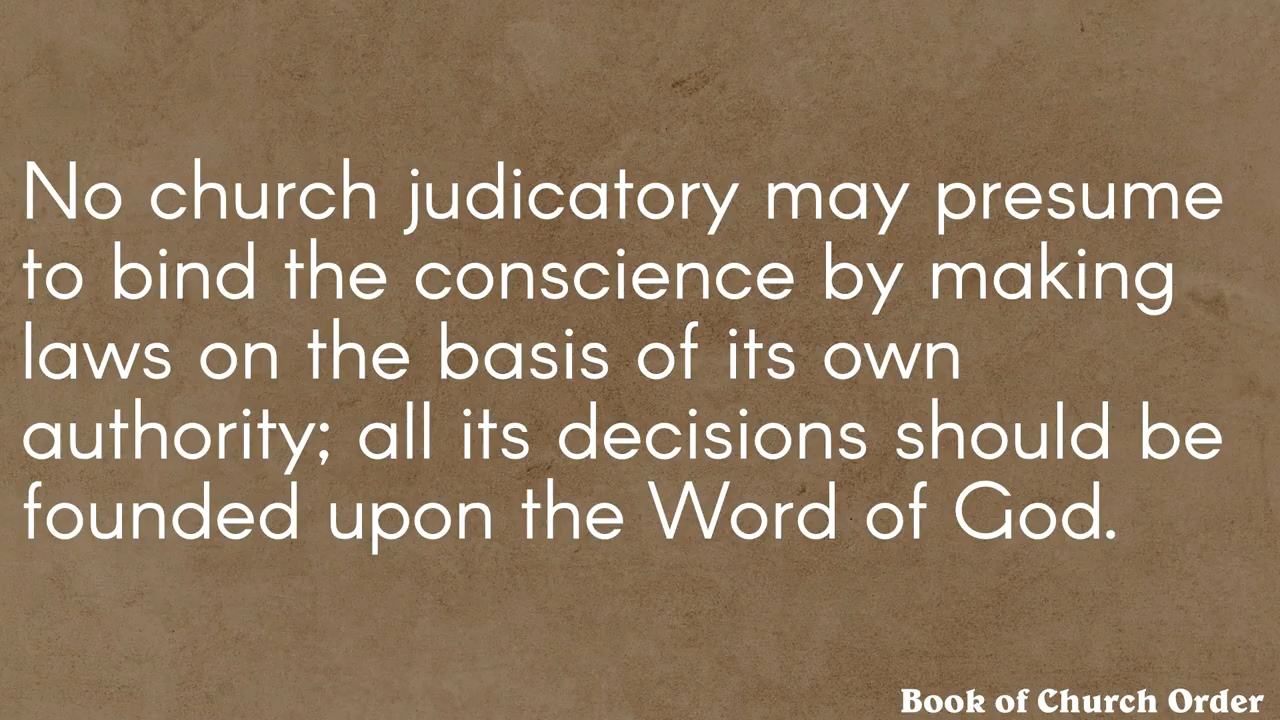 No church judicatory may presume
to bind the conscience by making
laws on the basis of its own
authority; all its decisions should be
founded upon the Word of God.
Book of Church Order